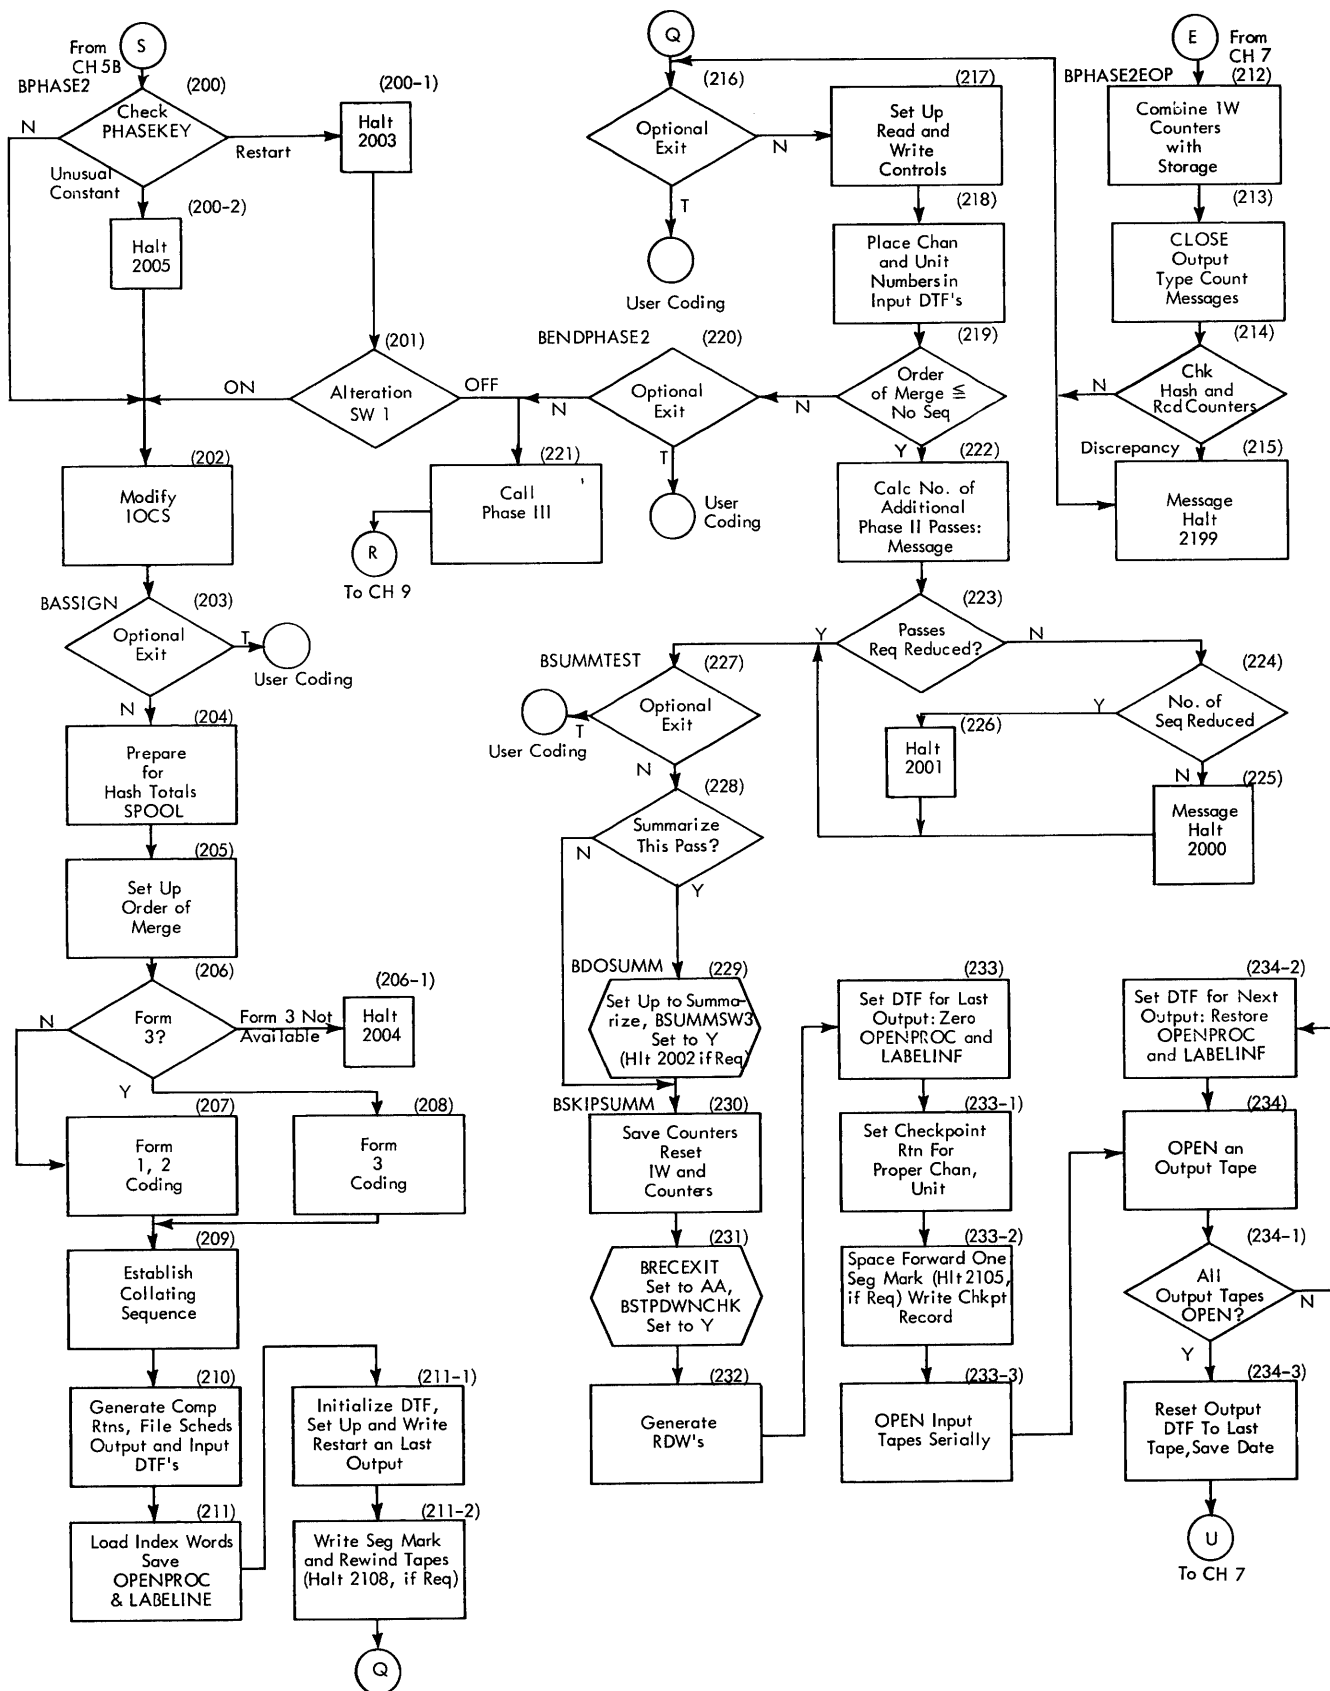 From
CH 5B
S
BPHASE2
(200)
Check
PHASEKEY
N
Restart
Unusual
Constant
(200-1)
Halt
2003
(200-2)
Halt
2005
(201)
Alteration
SW 1
ON
OFF
(202)
Modify
IOCS
BASSIGN
(203)
Optional
Exit
T
User Coding
N
(204)
Prepare
for
Hash Totals
SPOOL
(205)
Set Up
Order of
Merge
(206)
Form
3?
N
Form 3 Not
Available
Y
(206-1)
Halt
2004
(207)
Form
1, 2
Coding
(208)
Form
3
Coding
(209)
Establish
Collating
Sequence
(210)
Generate Comp
Rtns, File Scheds
Output and Input
DTF's
(211)
Load Index Words
Save
OPENPROC
& LABELINE
(211-1)
Initialize DTF,
Set Up and Write
Restart an Last
Output
(211-2)
Write Seg Mark
and Rewind Tapes
(Halt 2108, if Req)
Q
Q
(216)
Optional
Exit
N
T
User Coding
(217)
Set Up
Read and
Write
Controls
(218)
Place Chan
and Unit
Numbers in
Input DTF's
(219)
Order
of Merge ≦
No Seq
N
Y
BENDPHASE2
(220)
Optional
Exit
N
T
User
Coding
(221)
Call
Phase III
R
To CH 9
(222)
Calc No. of
Additional
Phase II Passes:
Message
(223)
Passes
Req Reduced?
Y
N
(224)
No. of
Seq Reduced
Y
N
(225)
Message
Halt
2000
(226)
Halt
2001
BSUMMTEST
(227)
Optional
Exit
T
User Coding
N
(228)
Summarize
This Pass?
N
Y
BDOSUMM
(229)
Set Up to Summa-
rize, BSUMMSW3
Set to Y
(Hlt 2002 if Req)
BSKIPSUMM
(230)
Save Counters
Reset
IW and
Counters
(231)
BRECEXIT
Set to AA,
BSTPDWNCHK
Set to Y
(232)
Generate
RDW's
(233)
Set DTF for Last
Output: Zero
OPENPROC and
LABELINF
(233-1)
Set Checkpoint
Rtn For
Proper Chan,
Unit
(233-2)
Space Forward One
Seg Mark (Hlt 2105,
if Req) Write Chkpt
Record
(233-3)
OPEN Input
Tapes Serially
E
From
CH 7
BPHASE2EOP
(212)
Combine IW
Counters
with
Storage
(213)
CLOSE
Output
Type Count
Messages
(214)
Chk
Hash and
Rcd Counters
N
Discrepancy
(215)
Message
Halt
2199
(234-2)
Set DTF for Next
Output: Restore
OPENPROC
and LABELINF
(234)
OPEN an
Output Tape
(234-1)
All
Output Tapes
OPEN?
N
Y
(234-3)
Reset Output
DTF To Last
Tape, Save Date
U
To CH 7